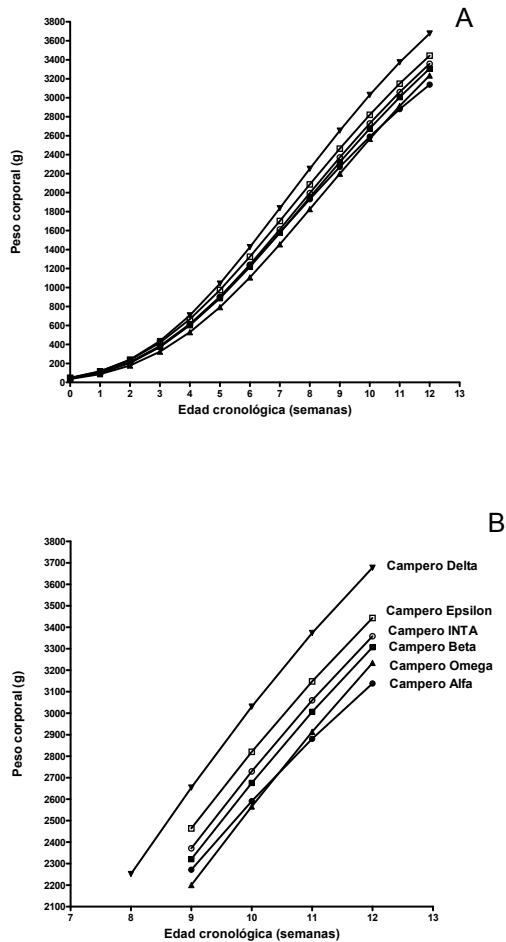 A
3800
3600
3400
3200
3000
2800
2600
2400
2200
2000
1800
1600
1400
1200
1000
800
600
400
200
0
Peso corporal (g)
0 1 2 3 4 5 6 7 8 9 10 11 12 13
Edad cronológica (semanas)
B
3800
3700
3600
3500
3400
3300
3200
3100
3000
2900
2800
2700
2600
2500
2400
2300
2200
2100
Peso corporal (g)
Campero Delta
Campero Epsilon
Campero INTA
Campero Beta
Campero Omega
Campero Alfa
7 8 9 10 11 12 13
Edad cronológica (semanas)